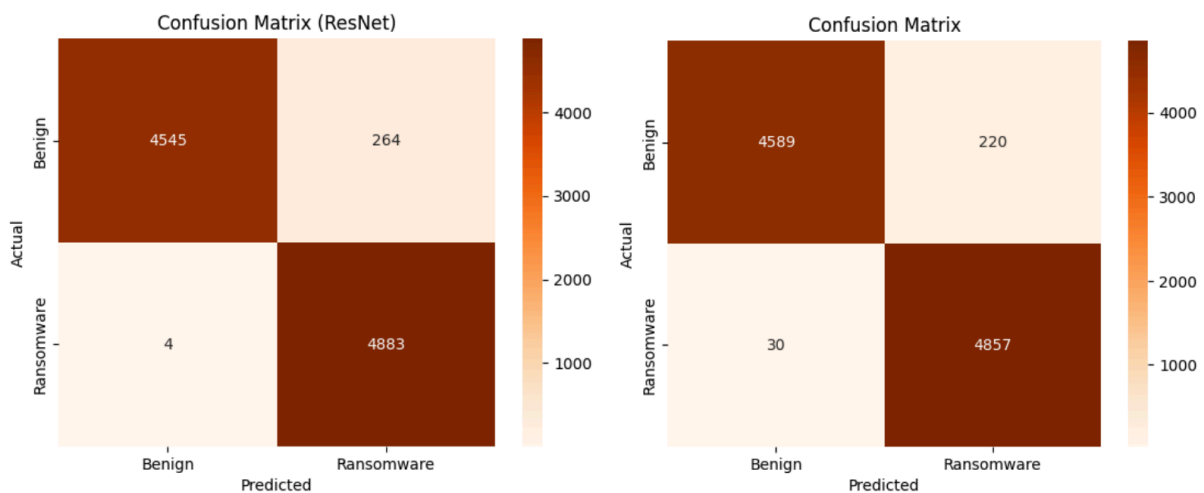 Confusion Matrix (ResNet)
Benign
Ransomware
Actual
4545
264
4
4883
Benign
Ransomware
Predicted
4000
3000
2000
1000
Confusion Matrix
Benign
Ransomware
Actual
4589
220
30
4857
Benign
Ransomware
Predicted
4000
3000
2000
1000